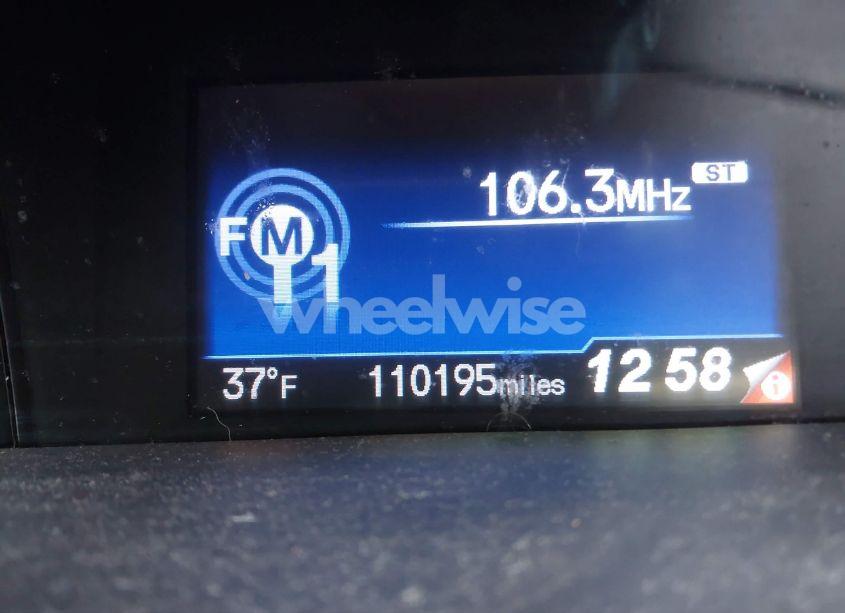 106.3MHz ST
FM
1
wheelwise
37°F 110195miles 12 58 i